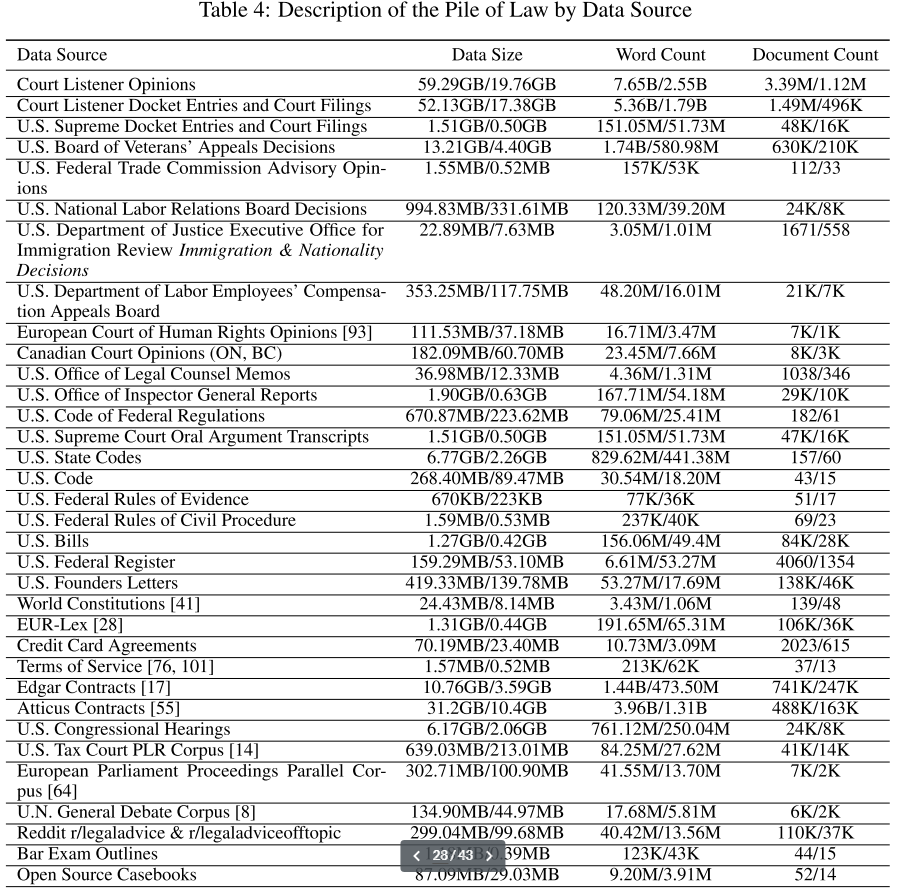 Table 4: Description of the Pile of Law by Data Source
Data Source Data Size Word Count Document Count
Court Listener Opinions 59.29GB/19.76GB 7.65B/2.55B 3.39M/1.12M
Court Listener Docket Entries and Court Filings 52.13GB/17.38GB 5.36B/1.79B 1.49M/496K
U.S. Supreme Docket Entries and Court Filings 1.51GB/0.50GB 151.05M/51.73M 48K/16K
U.S. Board of Veterans' Appeals Decisions 13.21GB/4.40GB 1.74B/580.98M 630K/210K
U.S. Federal Trade Commission Advisory Opin- 1.55MB/0.52MB 157K/53K 112/33
ions
U.S. National Labor Relations Board Decisions 994.83MB/331.61MB 120.33M/39.20M 24K/8K
U.S. Department of Justice Executive Office for 22.89MB/7.63MB 3.05M/1.01M 1671/558
Immigration Review Immigration & Nationality
Decisions
U.S. Department of Labor Employees' Compensa- 353.25MB/117.75MB 48.20M/16.01M 21K/7K
tion Appeals Board
European Court of Human Rights Opinions [93] 111.53MB/37.18MB 16.71M/3.47M 7K/1K
Canadian Court Opinions (ON, BC) 182.09MB/60.70MB 23.45M/7.66M 8K/3K
U.S. Office of Legal Counsel Memos 36.98MB/12.33MB 4.36M/1.31M 1038/346
U.S. Office of Inspector General Reports 1.90GB/0.63GB 167.71M/54.18M 29K/10K
U.S. Code of Federal Regulations 670.87MB/223.62MB 79.06M/25.41M 182/61
U.S. Supreme Court Oral Argument Transcripts 1.51GB/0.50GB 151.05M/51.73M 47K/16K
U.S. State Codes 6.77GB/2.26GB 829.62M/441.38M 157/60
U.S. Code 268.40MB/89.47MB 30.54M/18.20M 43/15
U.S. Federal Rules of Evidence 670KB/223KB 77K/36K 51/17
U.S. Federal Rules of Civil Procedure 1.59MB/0.53MB 237K/40K 69/23
U.S. Bills 1.27GB/0.42GB 156.06M/49.4M 84K/28K
U.S. Federal Register 159.29MB/53.10MB 6.61M/53.27M 4060/1354
U.S. Founders Letters 419.33MB/139.78MB 53.27M/17.69M 138K/46K
World Constitutions [41] 24.43MB/8.14MB 3.43M/1.06M 139/48
EUR-Lex [28] 1.31GB/0.44GB 191.65M/65.31M 106K/36K
Credit Card Agreements 70.19MB/23.40MB 10.73M/3.09M 2023/615
Terms of Service [76, 101] 1.57MB/0.52MB 213K/62K 37/13
Edgar Contracts [17] 10.76GB/3.59GB 1.44B/473.50M 741K/247K
Atticus Contracts [55] 31.2GB/10.4GB 3.96B/1.31B 488K/163K
U.S. Congressional Hearings 6.17GB/2.06GB 761.12M/250.04M 24K/8K
U.S. Tax Court PLR Corpus [14] 639.03MB/213.01MB 84.25M/27.62M 41K/14K
European Parliament Proceedings Parallel Cor- 302.71MB/100.90MB 41.55M/13.70M 7K/2K
pus [64]
U.N. General Debate Corpus [8] 134.90MB/44.97MB 17.68M/5.81M 6K/2K
Reddit r/legaladvice & r/legaladviceofftopic 299.04MB/99.68MB 40.42M/13.56M 110K/37K
Bar Exam Outlines 28/43 123K/43K 44/15
Open Source Casebooks 87.09MB/29.03MB 9.20M/3.91M 52/14